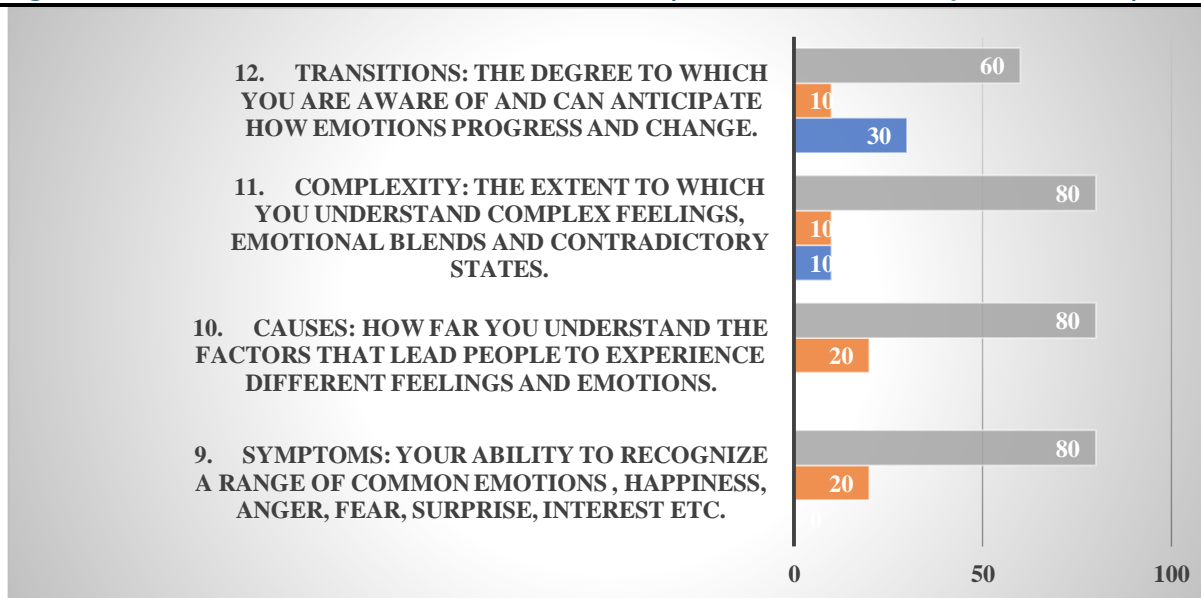 12. TRANSITIONS: THE DEGREE TO WHICH
YOU ARE AWARE OF AND CAN ANTICIPATE
HOW EMOTIONS PROGRESS AND CHANGE.
60
10
30
11. COMPLEXITY: THE EXTENT TO WHICH
YOU UNDERSTAND COMPLEX FEELINGS,
EMOTIONAL BLENDS AND CONTRADICTORY
STATES.
80
10
10
10. CAUSES: HOW FAR YOU UNDERSTAND THE
FACTORS THAT LEAD PEOPLE TO EXPERIENCE
DIFFERENT FEELINGS AND EMOTIONS.
80
20
9. SYMPTOMS: YOUR ABILITY TO RECOGNIZE
A RANGE OF COMMON EMOTIONS , HAPPINESS,
ANGER, FEAR, SURPRISE, INTEREST ETC.
80
20
0
0 50 100